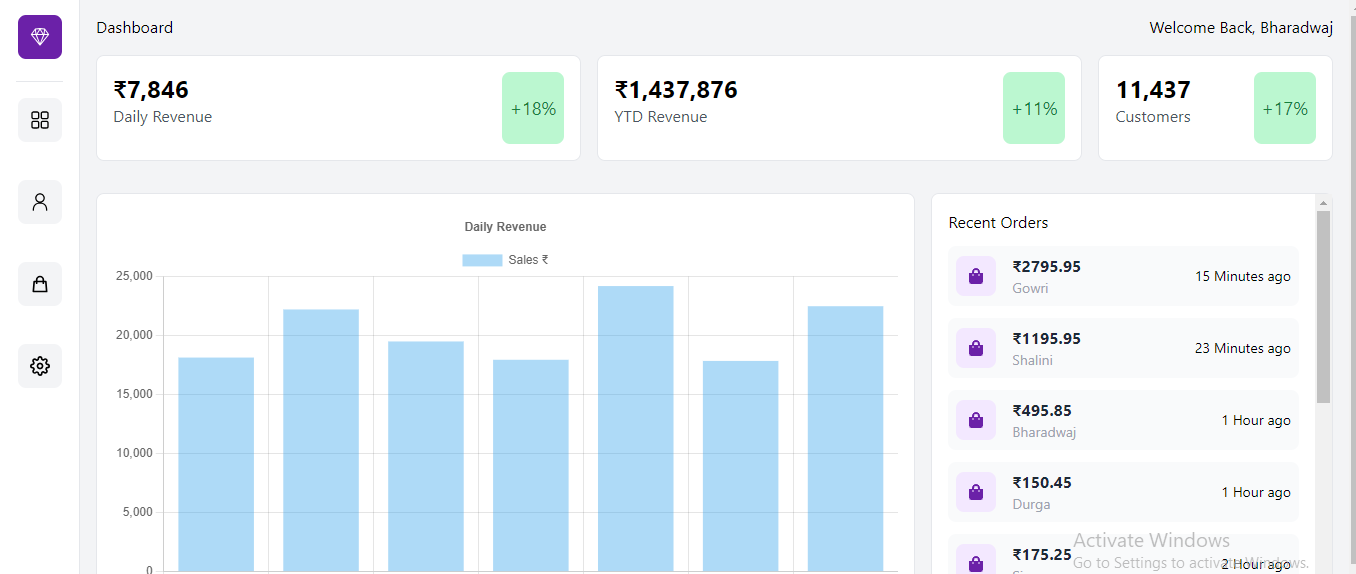 Dashboard
Welcome Back, Bharadwaj
₹7,846
Daily Revenue
+18%
₹1,437,876
YTD Revenue
+11%
11,437
Customers
+17%
Daily Revenue
Sales ₹
25,000
20,000
15,000
10,000
5,000
0
Recent Orders
₹2795.95
Gowri
15 Minutes ago
₹1195.95
Shalini
23 Minutes ago
₹495.85
Bharadwaj
1 Hour ago
₹150.45
Durga
1 Hour ago
₹175.25
2 Hour ago
Activate Windows
Go to Settings to activate Windows.